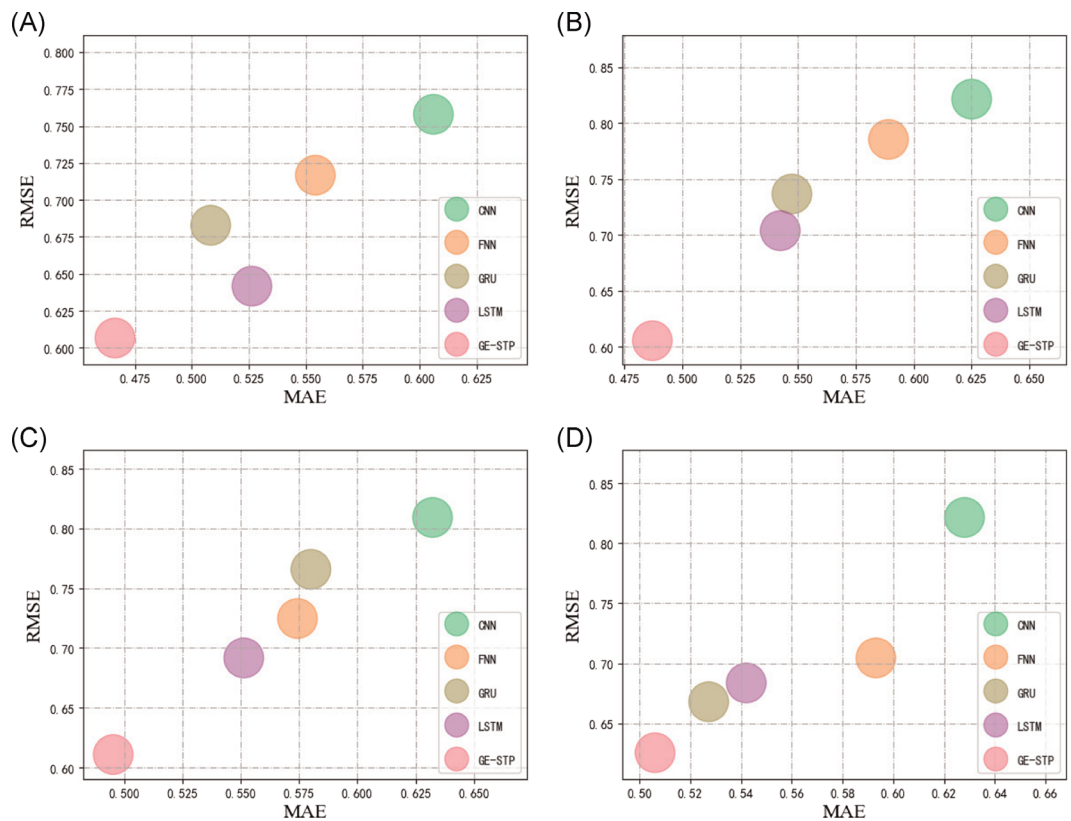 (A)
RMSE
0.800
0.775
0.750
0.725
0.700
0.675
0.650
0.625
0.600
0.475 0.500 0.525 0.550 0.575 0.600 0.625
MAE
CNN
FNN
GRU
LSTM
GE-STP
(B)
RMSE
0.85
0.80
0.75
0.70
0.65
0.60
0.475 0.500 0.525 0.550 0.575 0.600 0.625 0.650
MAE
CNN
FNN
GRU
LSTM
GE-STP
(C)
RMSE
0.85
0.80
0.75
0.70
0.65
0.60
0.500 0.525 0.550 0.575 0.600 0.625 0.650
MAE
CNN
FNN
GRU
LSTM
GE-STP
(D)
RMSE
0.85
0.80
0.75
0.70
0.65
0.50 0.52 0.54 0.56 0.58 0.60 0.62 0.64 0.66
MAE
CNN
FNN
GRU
LSTM
GE-STP